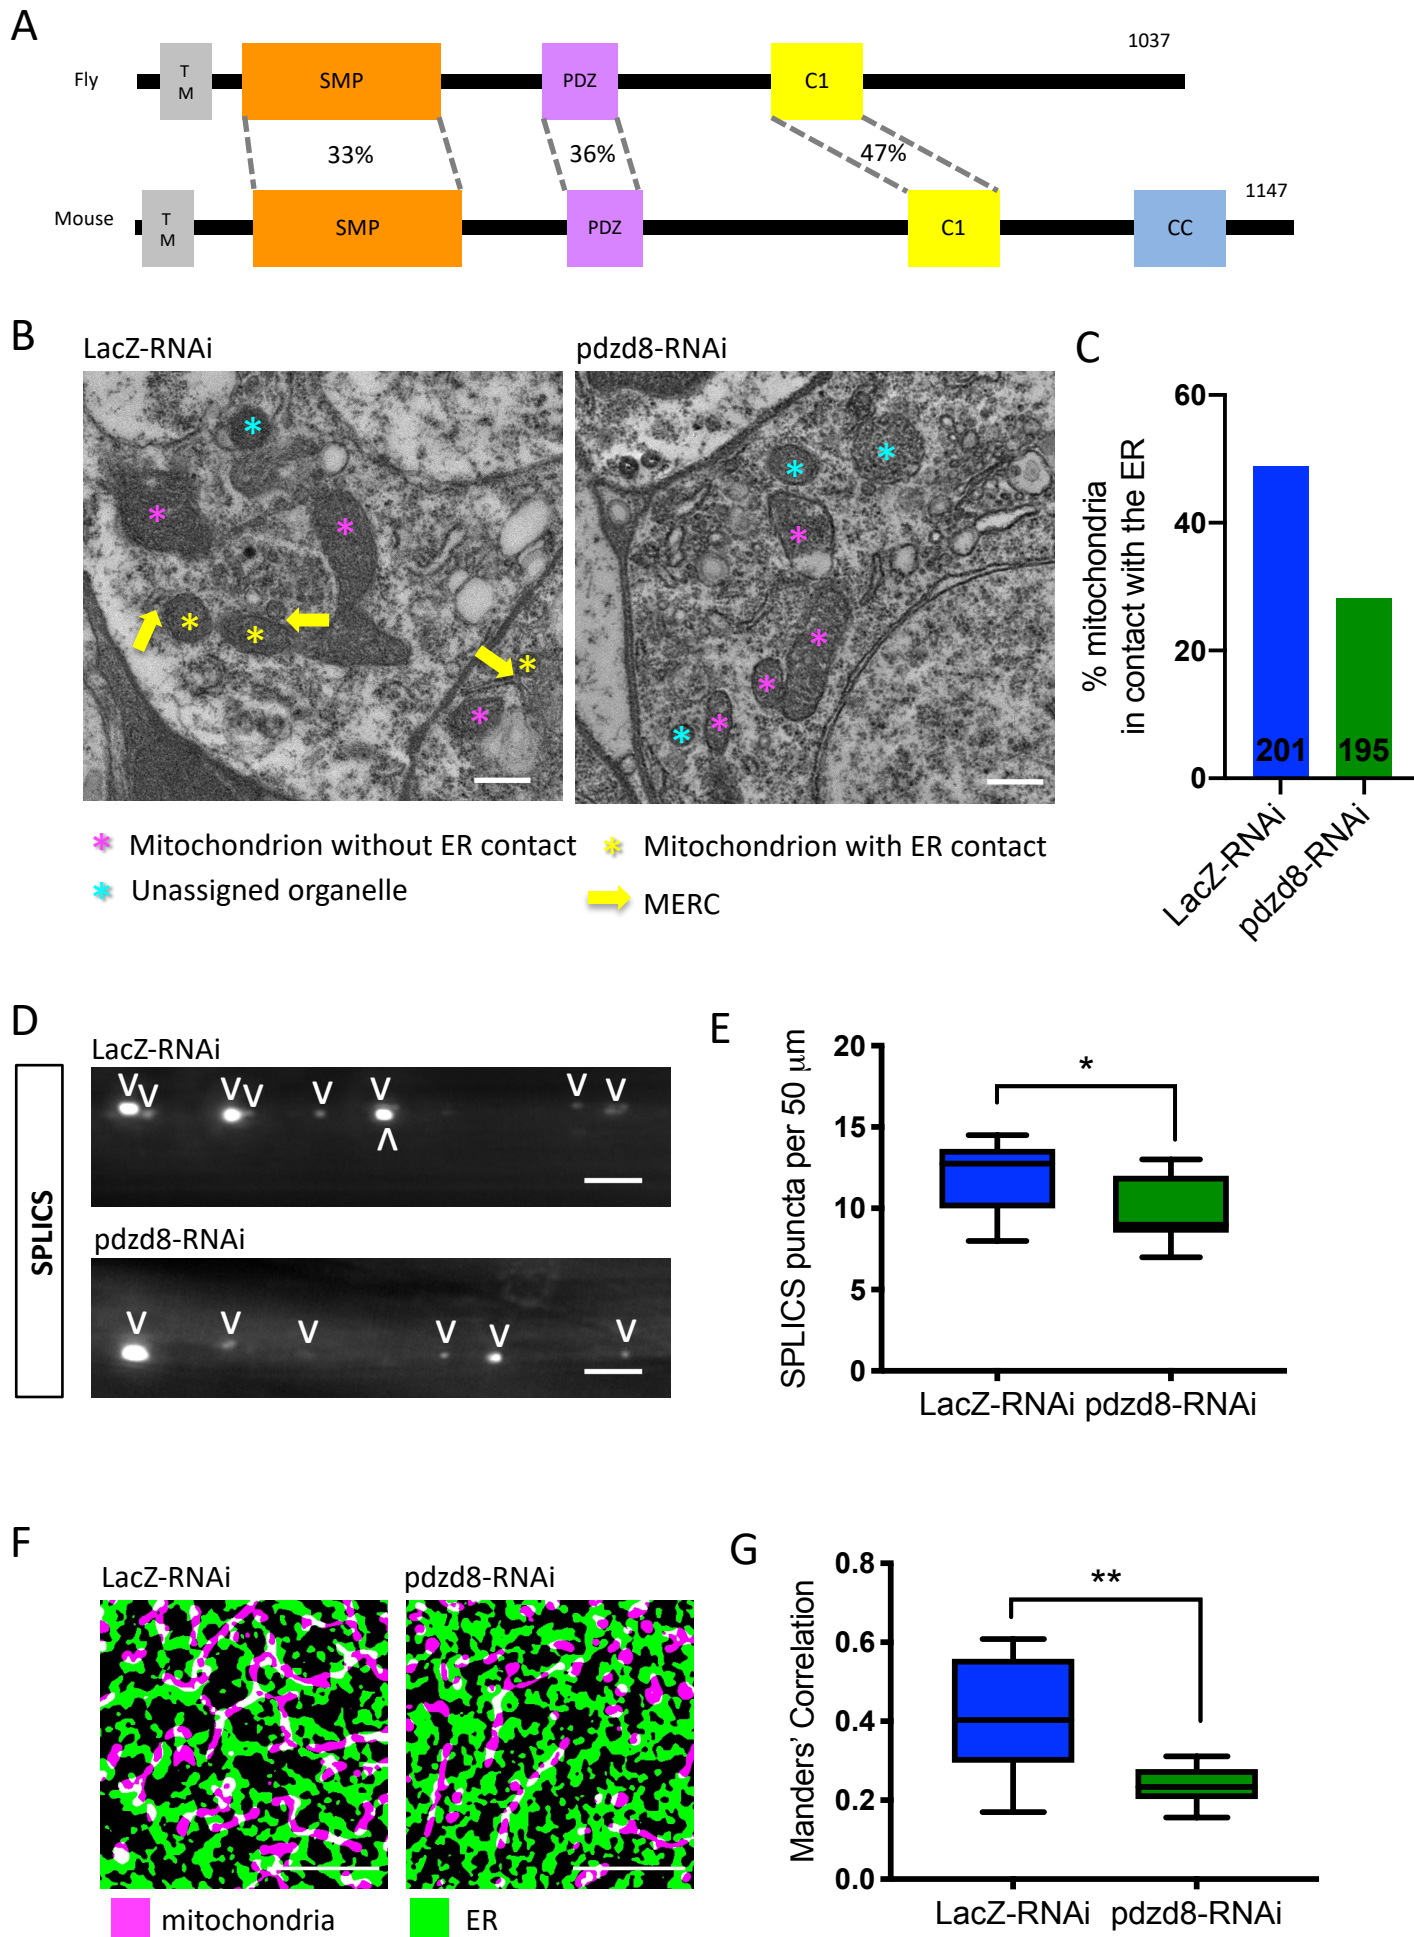 A
Fly
T
M
SMP
PDZ
C1
1037
33%
36%
47%
Mouse
T
M
SMP
PDZ
C1
CC
1147
B
LacZ-RNAi
pdzd8-RNAi
* Mitochondrion without ER contact
* Mitochondrion with ER contact
* Unassigned organelle
MERC
C
% mitochondria
in contact with the ER
60
40
20
0
201
195
LacZ-RNAi
pdzd8-RNAi
D
SPLICS
LacZ-RNAi
pdzd8-RNAi
E
SPLICS puncta per 50 µm
20
15
10
5
0
*
LacZ-RNAi
pdzd8-RNAi
F
LacZ-RNAi
pdzd8-RNAi
mitochondria
ER
G
Manders' Correlation
0.8
0.6
0.4
0.2
0.0
**
LacZ-RNAi
pdzd8-RNAi